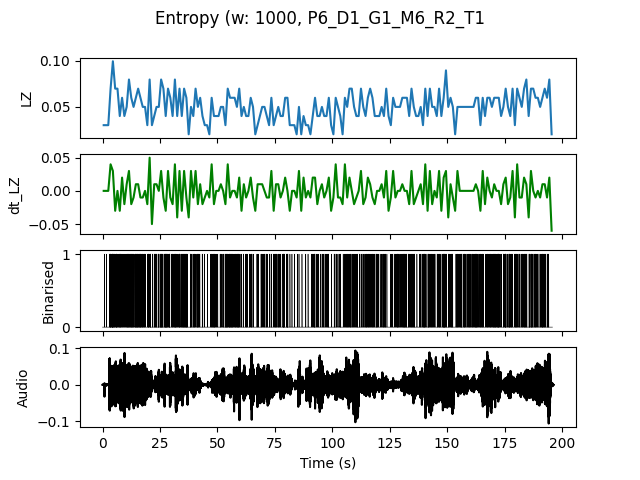 Entropy (w: 1000, P6_D1_G1_M6_R2_T1
0.10
0.05
LZ
0.05
0.00
−0.05
dt_LZ
1
0
Binarised
0.1
0.0
−0.1
Audio
0 25 50 75 100 125 150 175 200
Time (s)